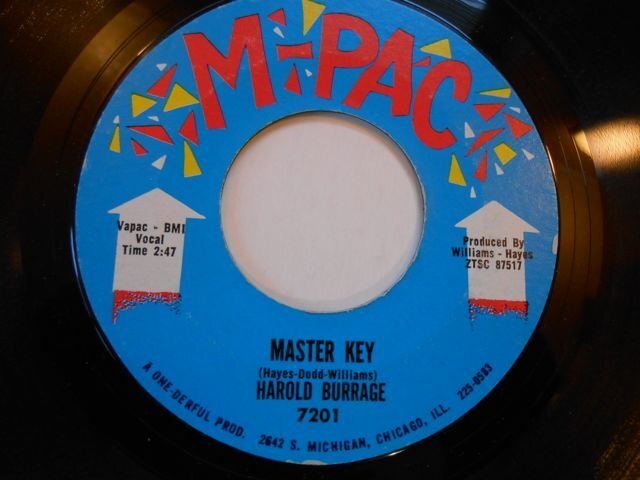 M-PAC
Vapac - BMI
Vocal
Time 2:47
Produced By
Williams - Hayes
ZTSC 87517
MASTER KEY
(Hayes-Dodd-Williams)
HAROLD BURRAGE
7201
A ONE-DERFUL PROD. 2642 S. MICHIGAN, CHICAGO, ILL. 225-0583